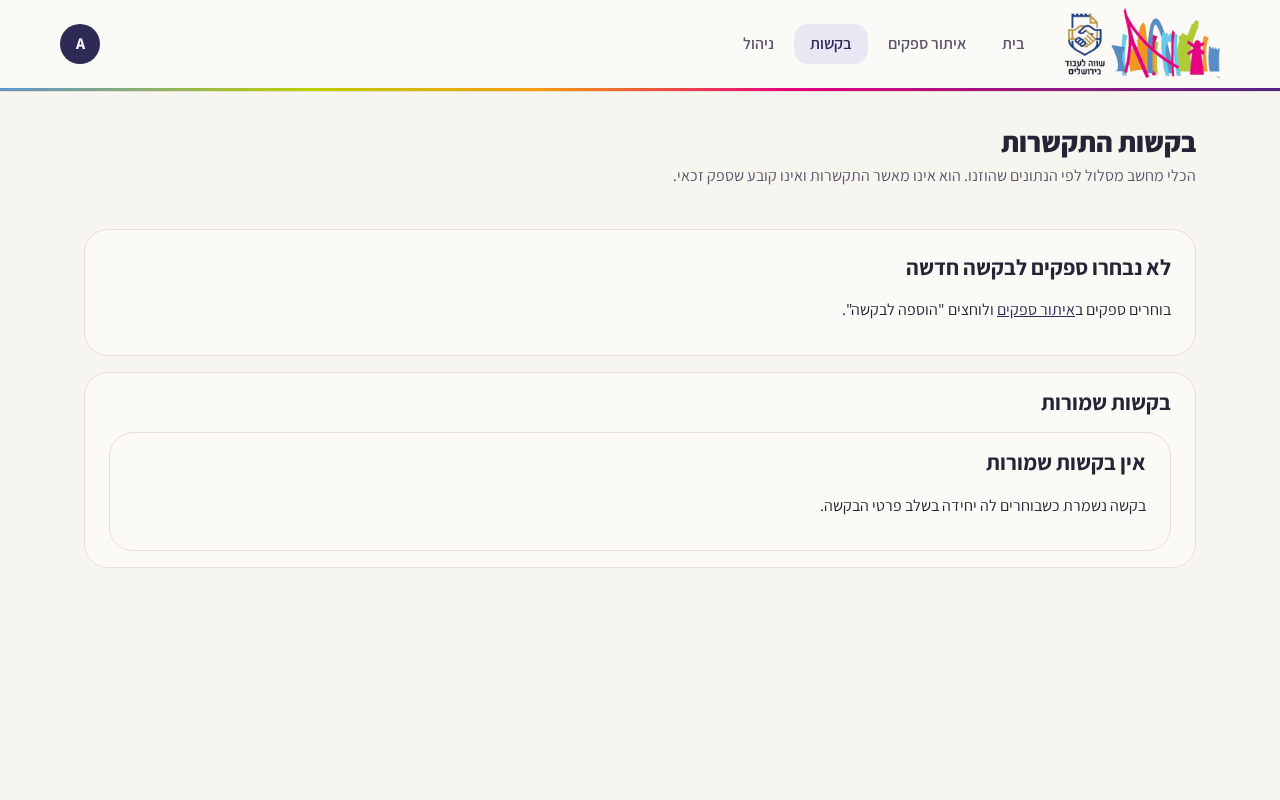 שווה לעבוד
בירושלים
בית
איתור ספקים
בקשות
ניהול
A
בקשות התקשרות
הכלי מחשב מסלול לפי הנתונים שהוזנו. הוא אינו מאשר התקשרות ואינו קובע שספק זכאי.
לא נבחרו ספקים לבקשה חדשה
בוחרים ספקים באיתור ספקים ולוחצים "הוספה לבקשה".
בקשות שמורות
אין בקשות שמורות
בקשה נשמרת כשבוחרים לה יחידה בשלב פרטי הבקשה.